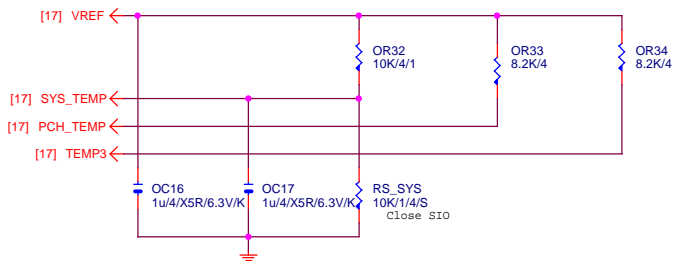 [17] VREF
OR32
10K/4/1
OR33
8.2K/4
OR34
8.2K/4
[17] SYS_TEMP
[17] PCH_TEMP
[17] TEMP3
OC16
1u/4/X5R/6.3V/K
OC17
1u/4/X5R/6.3V/K
RS_SYS
10K/1/4/S
Close SIO